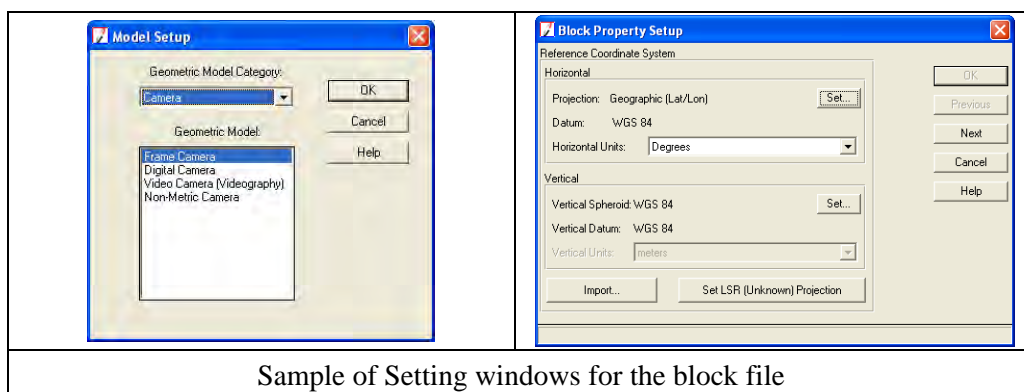 Model Setup
Geometric Model Category:
Camera
Geometric Model:
Frame Camera
Digital Camera
Video Camera (Videography)
Non-Metric Camera
OK
Cancel
Help
Block Property Setup
Reference Coordinate System
Horizontal
Projection: Geographic (Lat/Lon) Set...
Datum: WGS 84
Horizontal Units: Degrees
Vertical
Vertical Spheroid: WGS 84 Set...
Vertical Datum: WGS 84
Vertical Units: meters
Import... Set LSR (Unknown) Projection
OK
Previous
Next
Cancel
Help
Sample of Setting windows for the block file